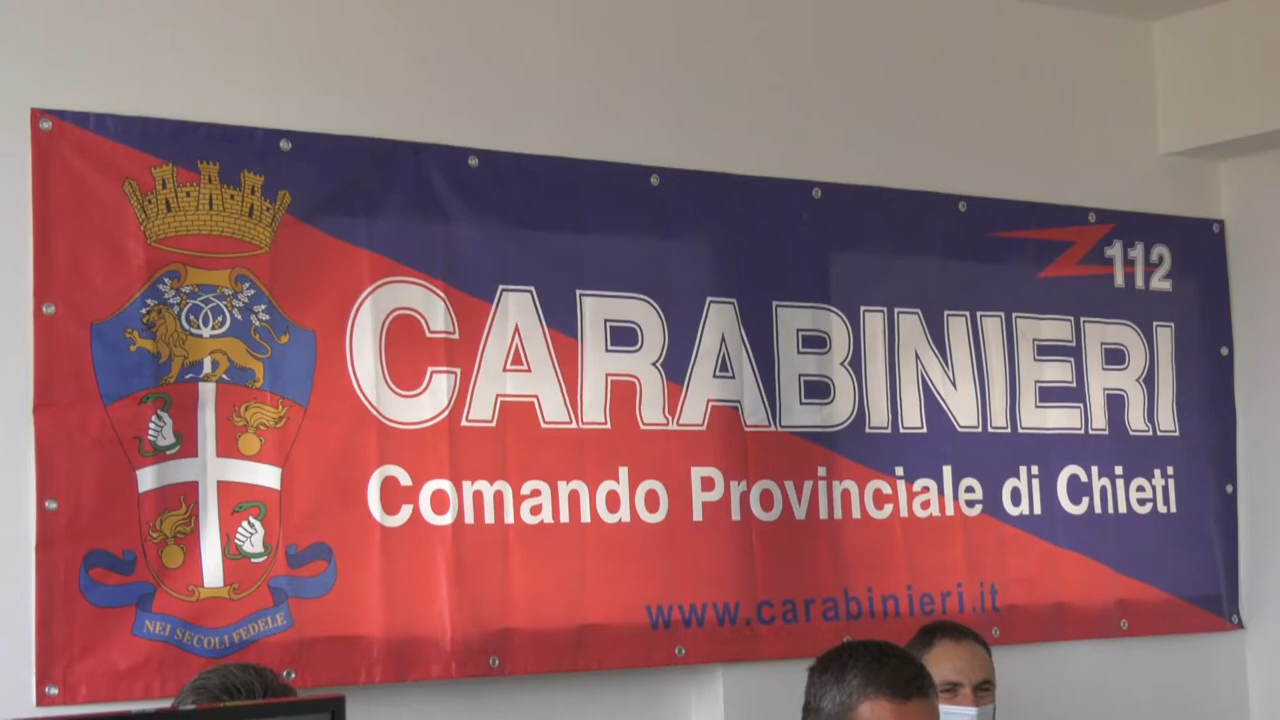 112
CARABINIERI
Comando Provinciale di Chieti
www.carabinieri.it
NEI SECOLI FEDELE